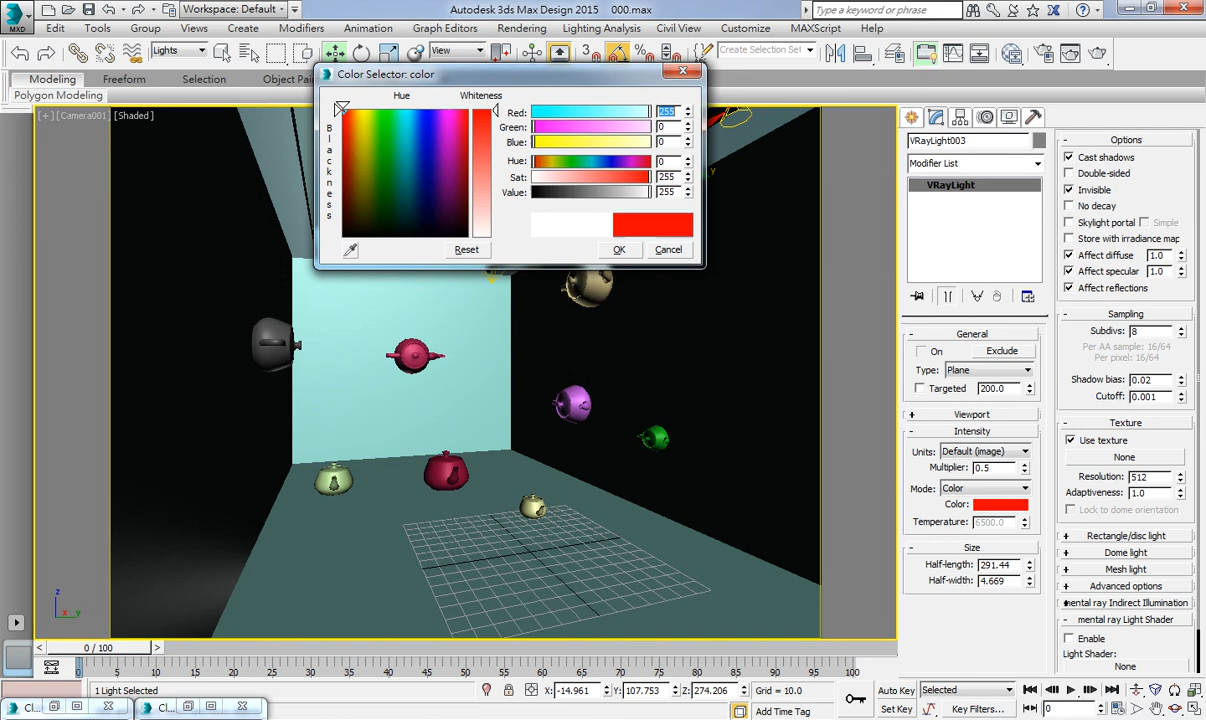 MXD
Workspace: Default
Autodesk 3ds Max Design 2015 000.max
Type a keyword or phrase
Edit Tools Group Views Create Modifiers Animation Graph Editors Rendering Lighting Analysis Civil View Customize MAXScript Help
Lights View Create Selection Set
Modeling Freeform Selection Object Pain
Polygon Modeling
Color Selector: color
Hue Whiteness
Blackness
Red: 255
Green: 0
Blue: 0
Hue: 0
Sat: 255
Value: 255
Reset OK Cancel
[+] [Camera001] [Shaded]
y
z
x y
VRayLight003
Modifier List
VRayLight
General
On Exclude
Type: Plane
Targeted 200.0
Viewport
Intensity
Units: Default (image)
Multiplier: 0.5
Mode: Color
Color:
Temperature: 6500.0
Size
Half-length: 291.44
Half-width: 4.669
Options
Cast shadows
Double-sided
Invisible
No decay
Skylight portal Simple
Store with irradiance map
Affect diffuse 1.0
Affect specular 1.0
Affect reflections
Sampling
Subdivs: 8
Per AA sample: 16/64
Per pixel: 16/64
Shadow bias: 0.02
Cutoff: 0.001
Texture
Use texture
None
Resolution: 512
Adaptiveness: 1.0
Lock to dome orientation
Rectangle/disc light
Dome light
Mesh light
Advanced options
mental ray Indirect Illumination
mental ray Light Shader
Enable
Light Shader:
None
0 / 100
0 5 10 15 20 25 30 35 40 45 50 55 60 65 70 75 80 85 90 95 100
1 Light Selected
X: -14.961 Y: 107.753 Z: 274.206 Grid = 10.0
Auto Key Selected
Cl... Cl...
Add Time Tag
Set Key Key Filters... 0